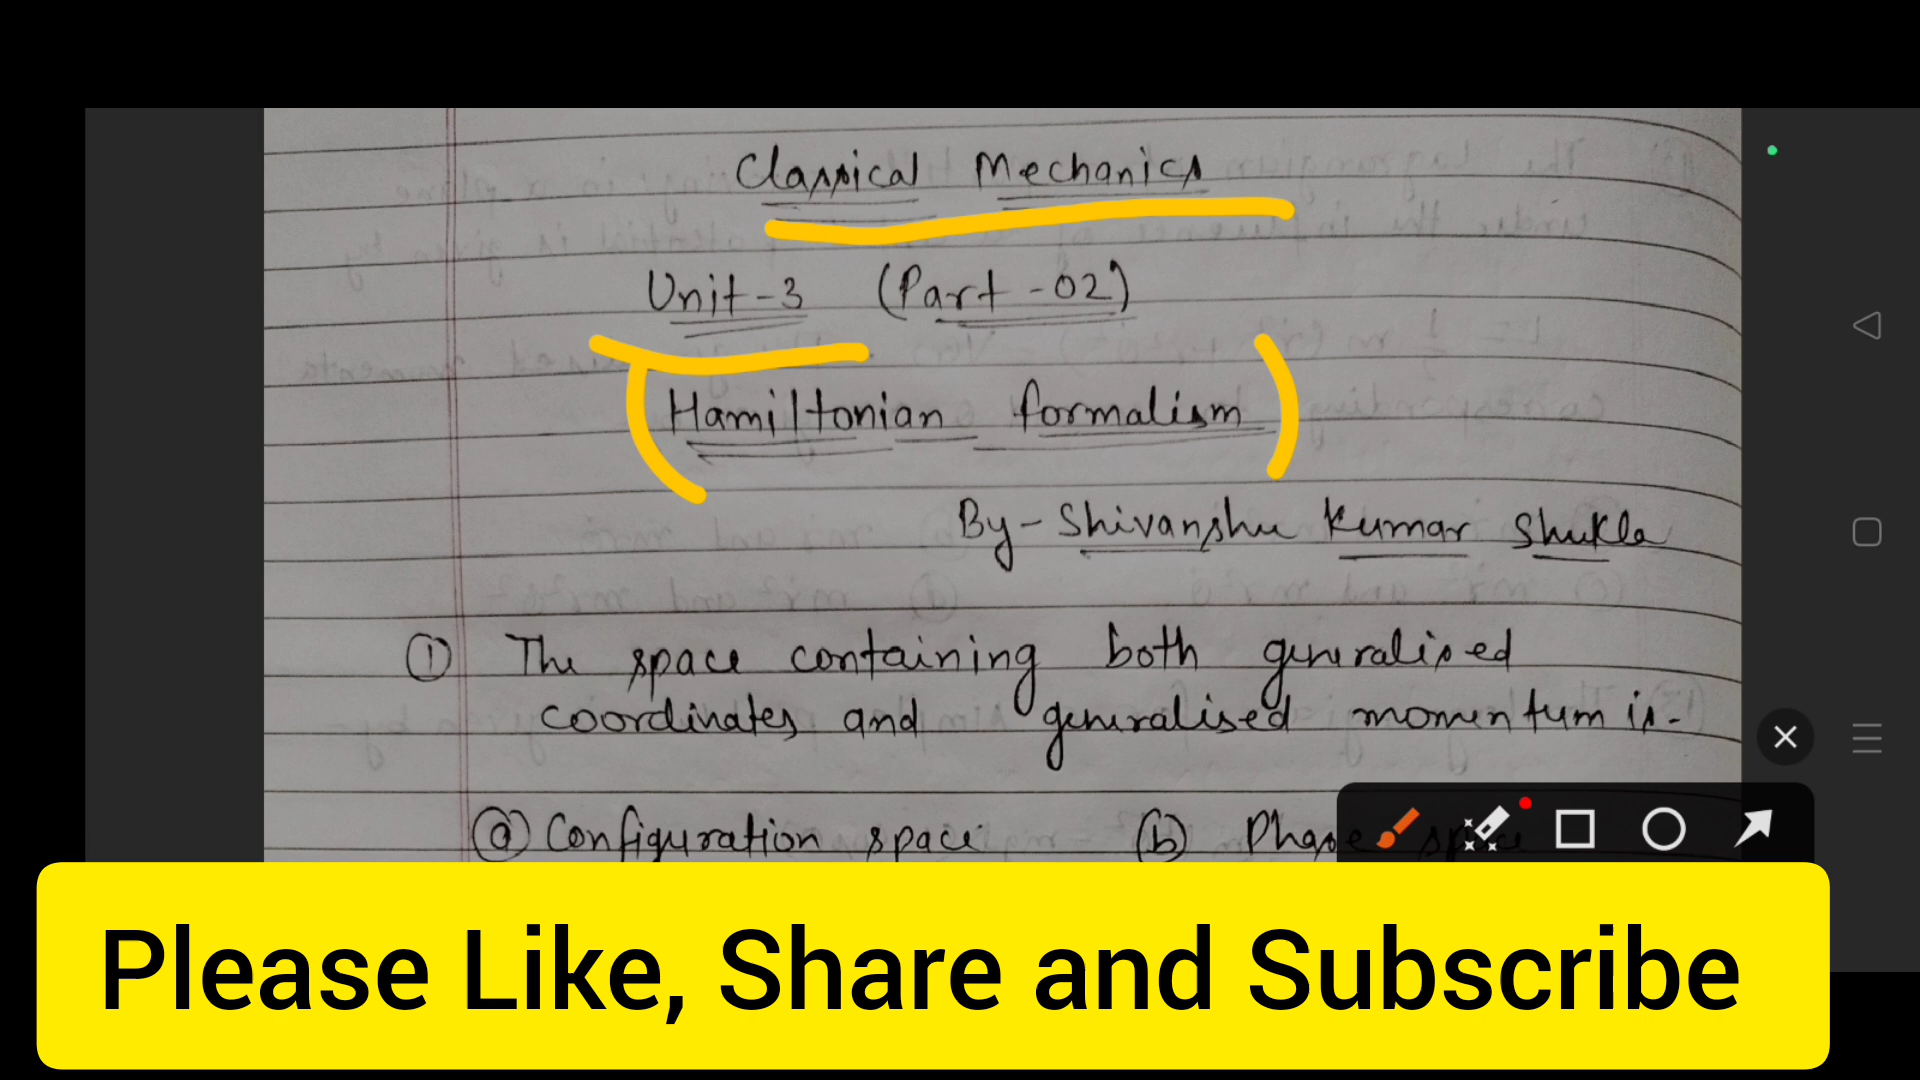 Classical Mechanics
Unit-3 (Part-02)
Hamiltonian formalism
By- Shivanshu Kumar Shukla
① The space containing both generalised
coordinates and generalised momentum is-
ⓐ Configuration space ⓑ Phase space
Please Like, Share and Subscribe